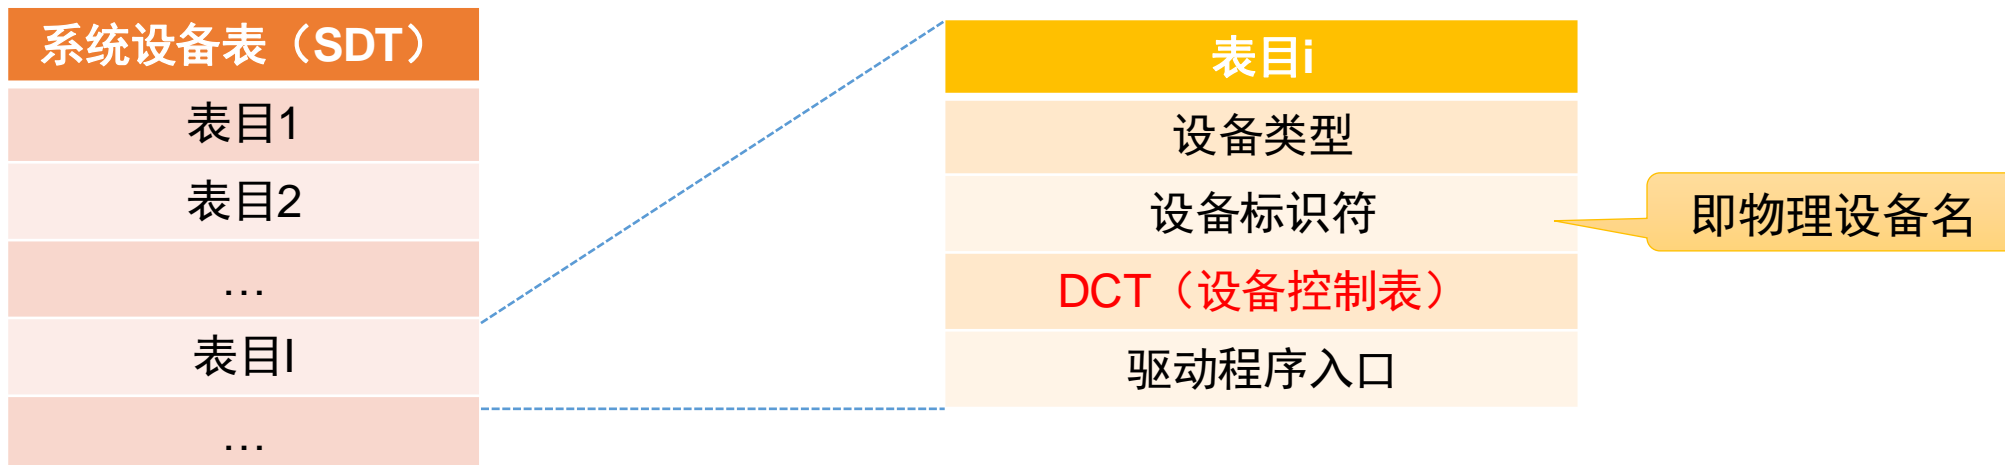 系统设备表（SDT）
表目1
表目2
…
表目I
…
表目i
设备类型
设备标识符
DCT（设备控制表）
驱动程序入口
即物理设备名